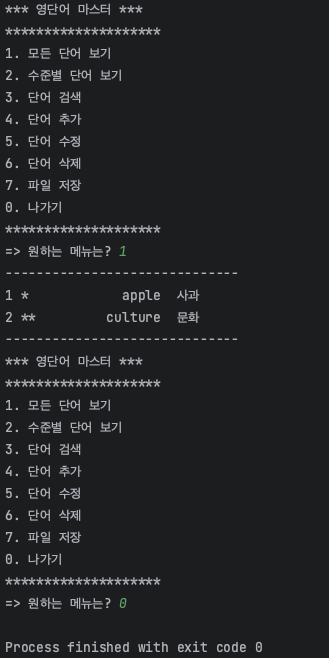 *** 영단어 마스터 ***
********************
1. 모든 단어 보기
2. 수준별 단어 보기
3. 단어 검색
4. 단어 추가
5. 단어 수정
6. 단어 삭제
7. 파일 저장
0. 나가기
********************
=> 원하는 메뉴는? 1
------------------------------
1 *            apple  사과
2 **         culture  문화
------------------------------
*** 영단어 마스터 ***
********************
1. 모든 단어 보기
2. 수준별 단어 보기
3. 단어 검색
4. 단어 추가
5. 단어 수정
6. 단어 삭제
7. 파일 저장
0. 나가기
********************
=> 원하는 메뉴는? 0
Process finished with exit code 0